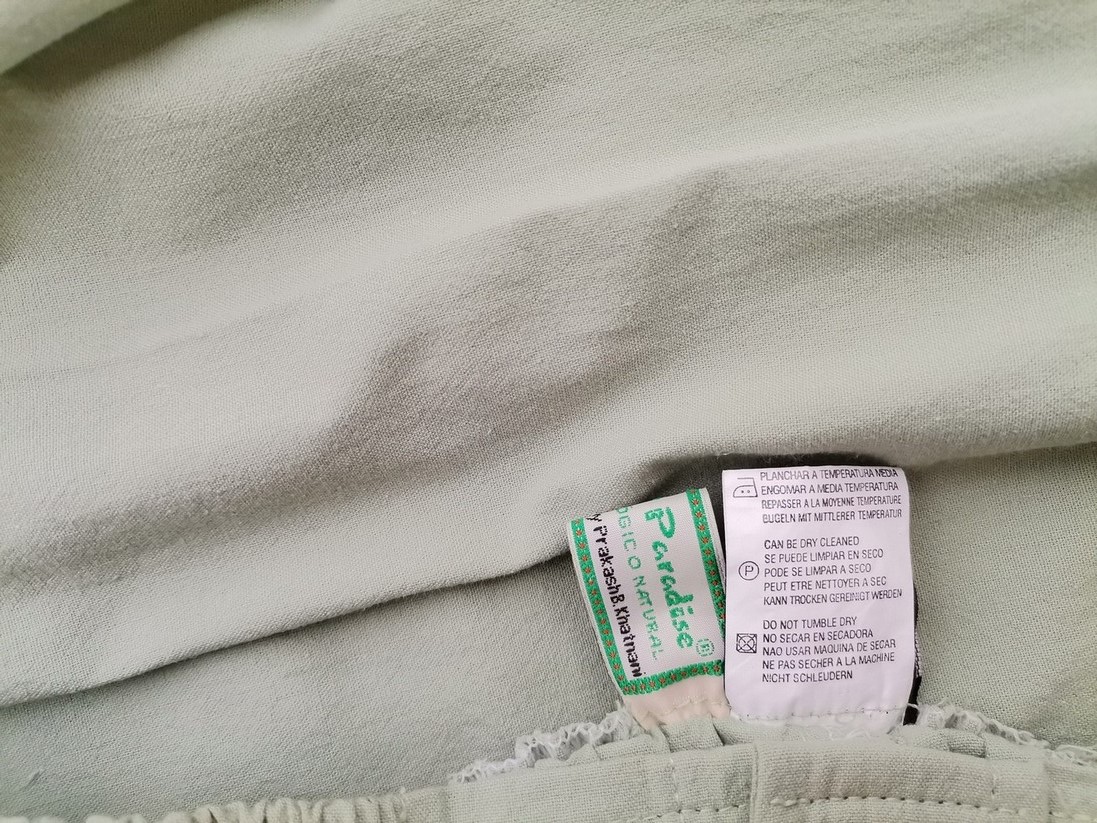 Paradise ®
OGICO NATURAL
y Prakash B. Khatnani
PLANCHAR A TEMPERATURA MEDIA
ENGOMAR A MEDIA TEMPERATURA
REPASSER A LA MOYENNE TEMPERATURE
BUGELN MIT MITTLERER TEMPERATUR
CAN BE DRY CLEANED
SE PUEDE LIMPIAR EN SECO
P PODE SE LIMPAR A SECO
PEUT ETRE NETTOYER A SEC
KANN TROCKEN GEREINIGT WERDEN
DO NOT TUMBLE DRY
NO SECAR EN SECADORA
NAO USAR MAQUINA DE SECAR
NE PAS SECHER A LA MACHINE
NICHT SCHLEUDERN